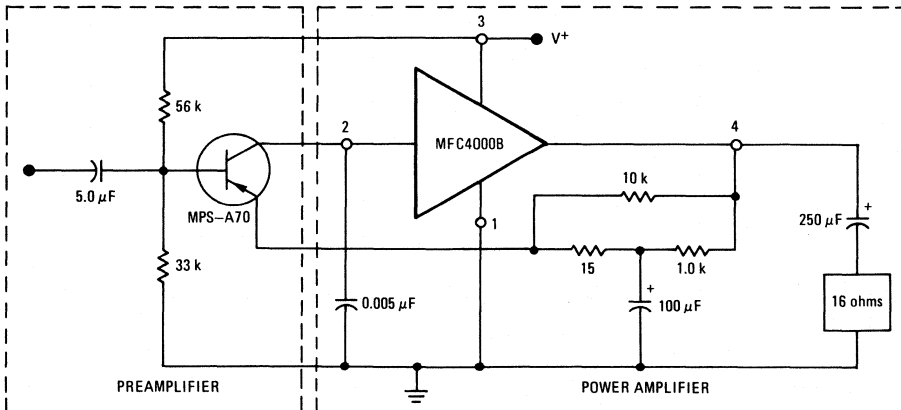 3
V+
56 k
2
MFC4000B
4
10 k
5.0 μF
MPS–A70
1
250 μF
+
15
1.0 k
33 k
+
0.005 μF
100 μF
16 ohms
PREAMPLIFIER
POWER AMPLIFIER